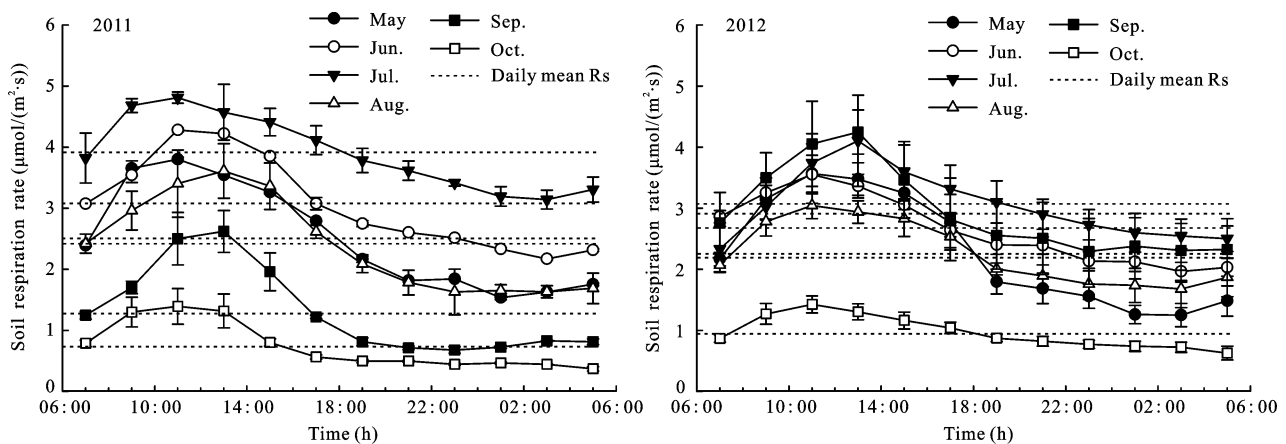 2011
May
Jun.
Jul.
Aug.
Sep.
Oct.
Daily mean Rs
Soil respiration rate (μmol/(m²·s))
6
5
4
3
2
1
0
06:00 10:00 14:00 18:00 22:00 02:00 06:00
Time (h)
2012
May
Jun.
Jul.
Aug.
Sep.
Oct.
Daily mean Rs
Soil respiration rate (μmol/(m²·s))
6
5
4
3
2
1
0
06:00 10:00 14:00 18:00 22:00 02:00 06:00
Time (h)